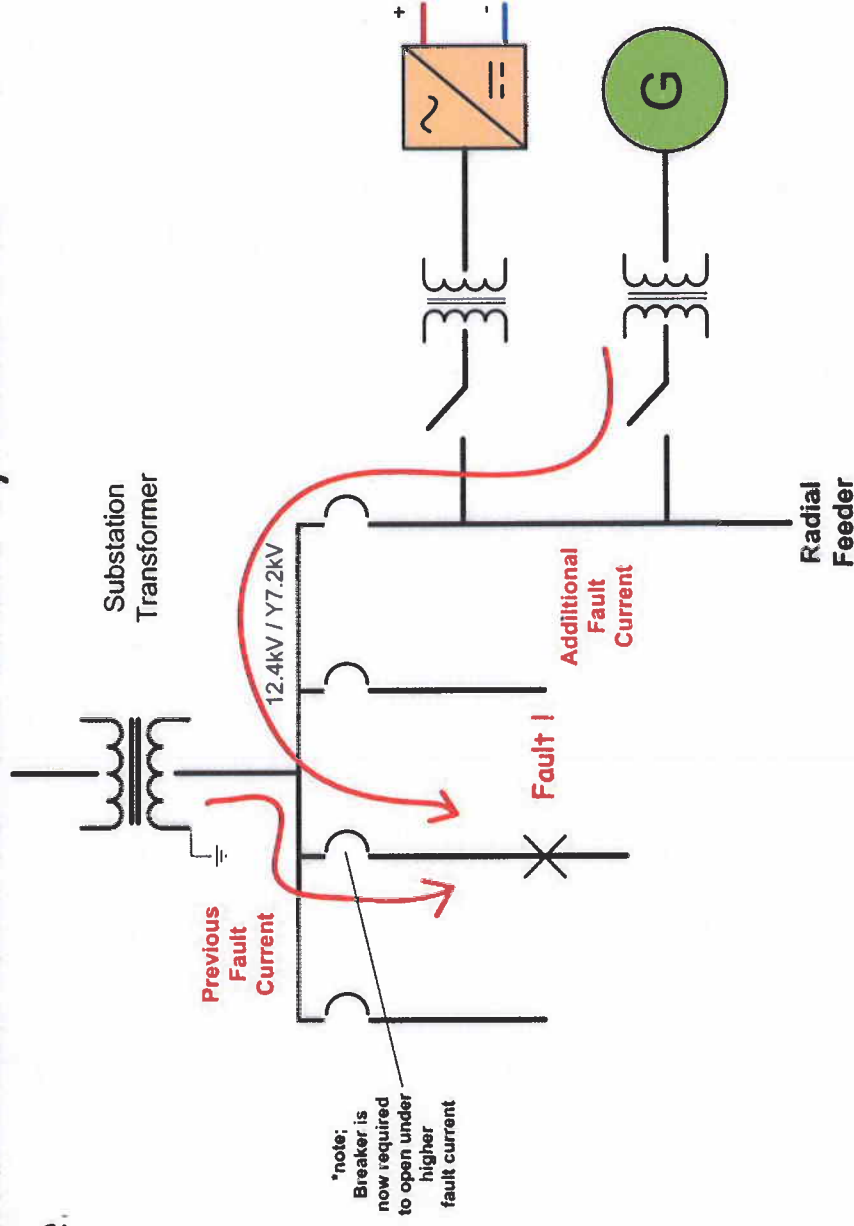 Substation
Transformer
12.4kV / Y7.2kV
Previous
Fault
Current
*note;
Breaker is
now required
to open under
higher
fault current
Fault !
Addiltional
Fault
Current
Radial
Feeder
+
-
G